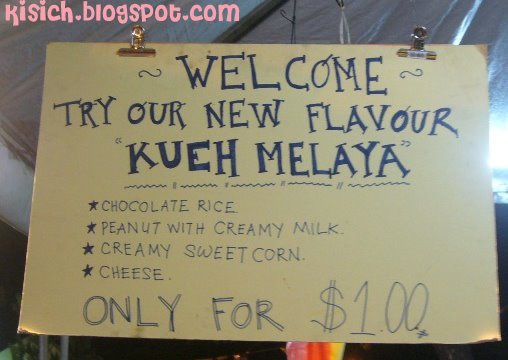 kisich.blogspot.com
~ WELCOME ~
TRY OUR NEW FLAVOUR
"KUEH MELAYA"
★ CHOCOLATE RICE.
★ PEANUT WITH CREAMY MILK.
★ CREAMY SWEET CORN.
★ CHEESE.
ONLY FOR $1.00.*